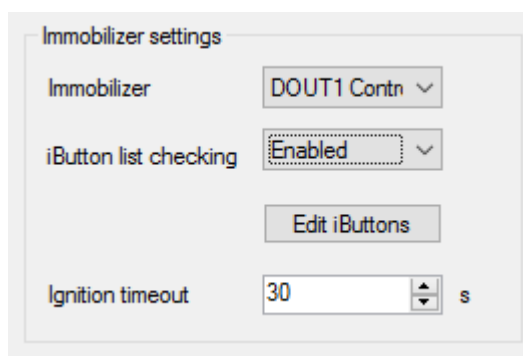 Immobilizer settings
Immobilizer DOUT1 Contr
iButton list checking Enabled
Edit iButtons
Ignition timeout 30 s